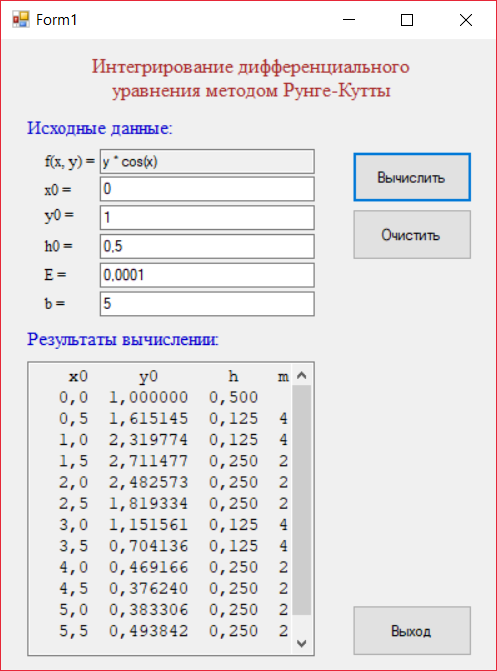 Form1
Интегрирование дифференциального
уравнения методом Рунге-Кутты
Исходные данные:
f(x, y) = y * cos(x)
x0 = 0
Вычислить
y0 = 1
h0 = 0,5
Очистить
E = 0,0001
b = 5
Результаты вычислении:
x0 y0 h m
0,0 1,000000 0,500
0,5 1,615145 0,125 4
1,0 2,319774 0,125 4
1,5 2,711477 0,250 2
2,0 2,482573 0,250 2
2,5 1,819334 0,250 2
3,0 1,151561 0,125 4
3,5 0,704136 0,125 4
4,0 0,469166 0,250 2
4,5 0,376240 0,250 2
5,0 0,383306 0,250 2
5,5 0,493842 0,250 2
Выход